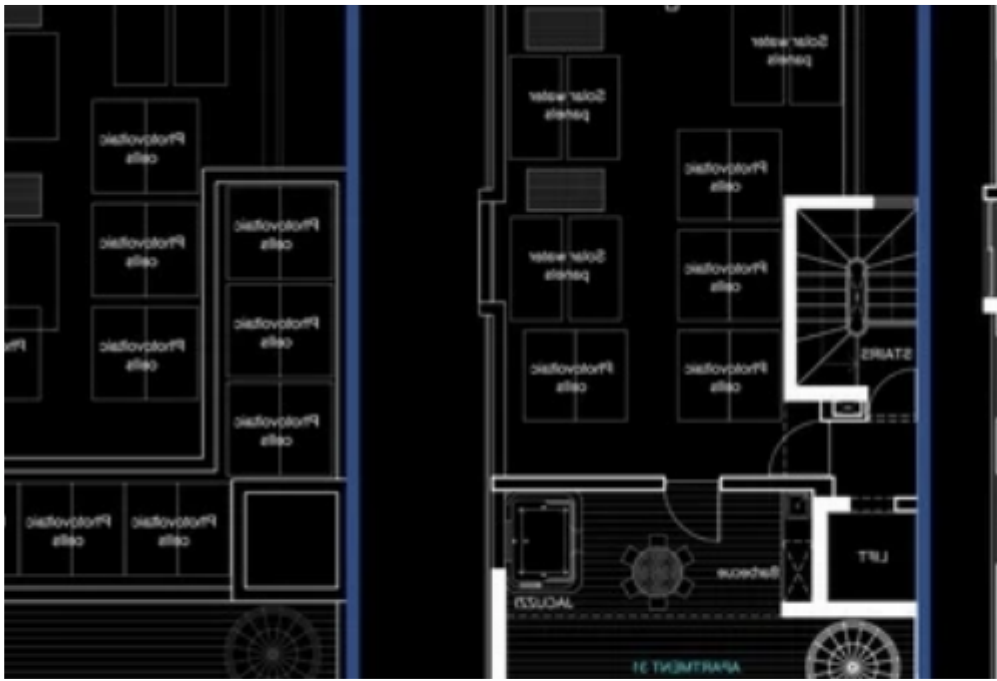 Solar water
panels
Solar water
panels
Photovoltaic
cells
Photovoltaic
cells
Photovoltaic
cells
Photovoltaic
cells
Photovoltaic
cells
Solar water
panels
Photovoltaic
cells
Photovoltaic
cells
Photovoltaic
cells
STAIRS
Photovoltaic
cells
Photovoltaic
cells
Photovoltaic
cells
Photovoltaic
cells
Photovoltaic
cells
LIFT
Barbecue
JACUZZI
APARTMENT 31